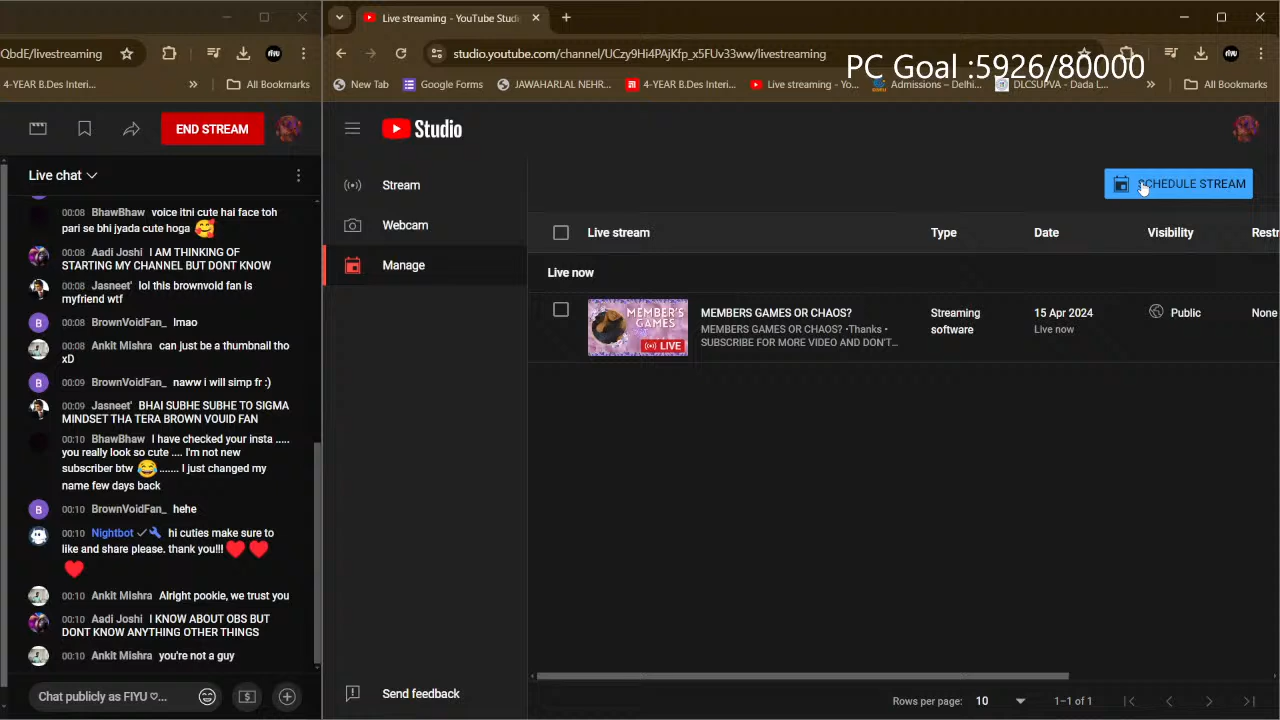 QbdE/livestreaming
4-YEAR B.Des Interi...
All Bookmarks
END STREAM
Live chat
00:08 BhawBhaw voice itni cute hai face toh
pari se bhi jyada cute hoga 🥰
00:08 Aadi Joshi I AM THINKING OF
STARTING MY CHANNEL BUT DONT KNOW
00:08 Jasneet' lol this brownvoid fan is
myfriend wtf
00:08 BrownVoidFan_ lmao
00:08 Ankit Mishra can just be a thumbnail tho
xD
00:09 BrownVoidFan_ naww i will simp fr :)
00:09 Jasneet' BHAI SUBHE SUBHE TO SIGMA
MINDSET THA TERA BROWN VOUID FAN
00:10 BhawBhaw I have checked your insta .....
you really look so cute .... I'm not new
subscriber btw 😂 ....... I just changed my
name few days back
00:10 BrownVoidFan_ hehe
00:10 Nightbot hi cuties make sure to
like and share please. thank you!!! ❤️ ❤️
❤️
00:10 Ankit Mishra Alright pookie, we trust you
00:10 Aadi Joshi I KNOW ABOUT OBS BUT
DONT KNOW ANYTHING OTHER THINGS
00:10 Ankit Mishra you're not a guy
Chat publicly as FIYU ♡...
Live streaming - YouTube Studi
studio.youtube.com/channel/UCzy9Hi4PAjKfp_x5FUv33ww/livestreaming
PC Goal :5926/80000
New Tab
Google Forms
JAWAHARLAL NEHR...
4-YEAR B.Des Interi...
Live streaming - Yo...
Admissions – Delhi...
DLCSUPVA - Dada L...
All Bookmarks
Studio
SCHEDULE STREAM
Stream
Webcam
Manage
Send feedback
Live stream Type Date Visibility Restr
Live now
MEMBER'S
GAMES
LIVE
MEMBERS GAMES OR CHAOS?
MEMBERS GAMES OR CHAOS? •Thanks •
SUBSCRIBE FOR MORE VIDEO AND DON'T...
Streaming
software
15 Apr 2024
Live now
Public
None
Rows per page: 10 1–1 of 1